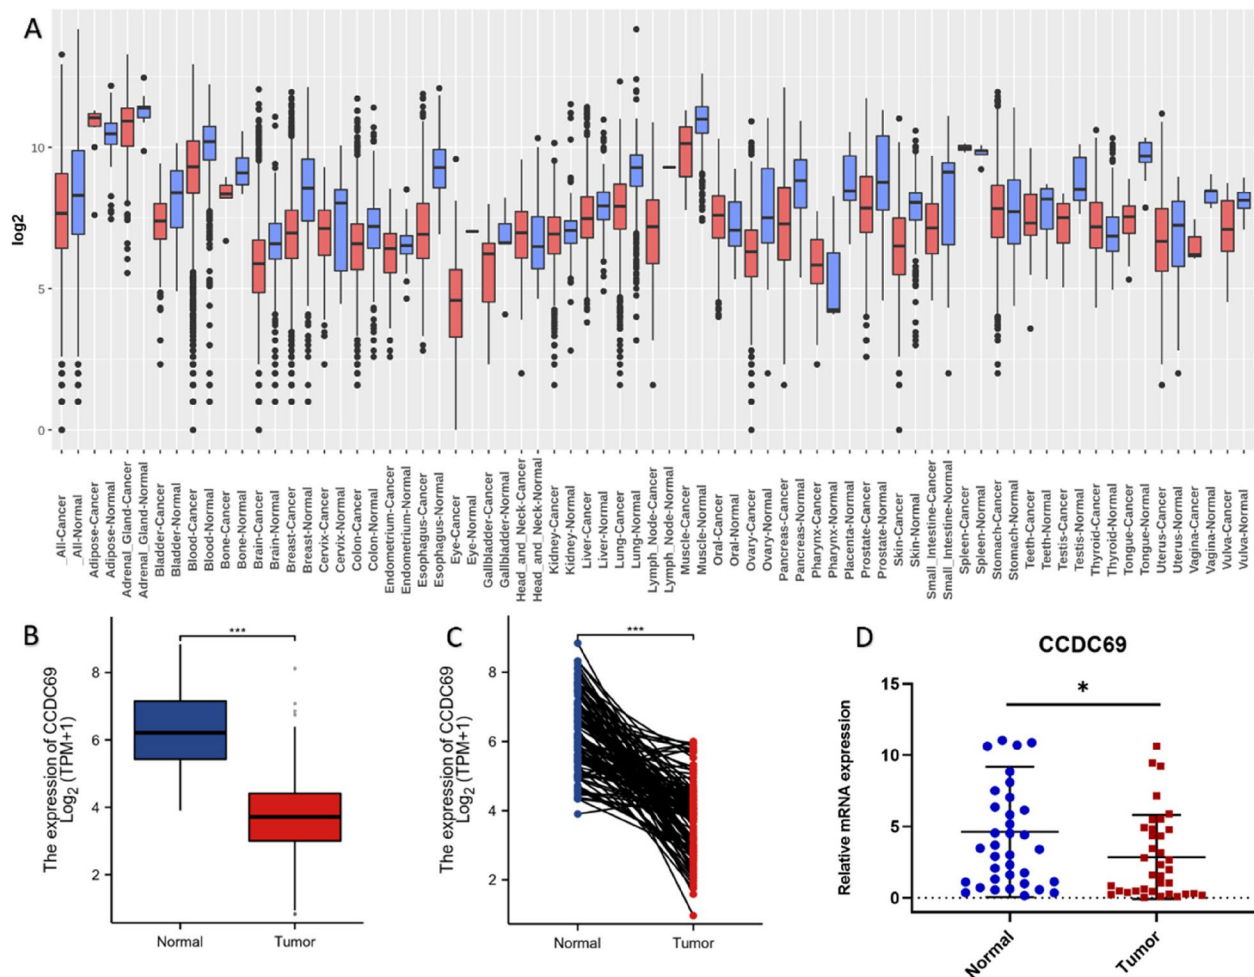 A
log2
10
5
0
_All-Cancer
_All-Normal
Adipose-Cancer
Adipose-Normal
Adrenal_Gland-Cancer
Adrenal_Gland-Normal
Bladder-Cancer
Bladder-Normal
Blood-Cancer
Blood-Normal
Bone-Cancer
Bone-Normal
Brain-Cancer
Brain-Normal
Breast-Cancer
Breast-Normal
Cervix-Cancer
Cervix-Normal
Colon-Cancer
Colon-Normal
Endometrium-Cancer
Endometrium-Normal
Esophagus-Cancer
Esophagus-Normal
Eye-Cancer
Eye-Normal
Gallbladder-Cancer
Gallbladder-Normal
Head_and_Neck-Cancer
Head_and_Neck-Normal
Kidney-Cancer
Kidney-Normal
Liver-Cancer
Liver-Normal
Lung-Cancer
Lung-Normal
Lymph_Node-Cancer
Lymph_Node-Normal
Muscle-Cancer
Muscle-Normal
Oral-Cancer
Oral-Normal
Ovary-Cancer
Ovary-Normal
Pancreas-Cancer
Pancreas-Normal
Pharynx-Cancer
Pharynx-Normal
Placenta-Normal
Prostate-Cancer
Prostate-Normal
Skin-Cancer
Skin-Normal
Small_Intestine-Cancer
Small_Intestine-Normal
Spleen-Cancer
Spleen-Normal
Stomach-Cancer
Stomach-Normal
Teeth-Cancer
Teeth-Normal
Testis-Cancer
Testis-Normal
Thyroid-Cancer
Thyroid-Normal
Tongue-Cancer
Tongue-Normal
Uterus-Cancer
Uterus-Normal
Vagina-Cancer
Vagina-Normal
Vulva-Cancer
Vulva-Normal
B
***
The expression of CCDC69
Log2 (TPM+1)
8
6
4
2
Normal
Tumor
C
***
The expression of CCDC69
Log2 (TPM+1)
8
6
4
2
Normal
Tumor
D
CCDC69
*
Relative mRNA expression
15
10
5
0
Normal
Tumor